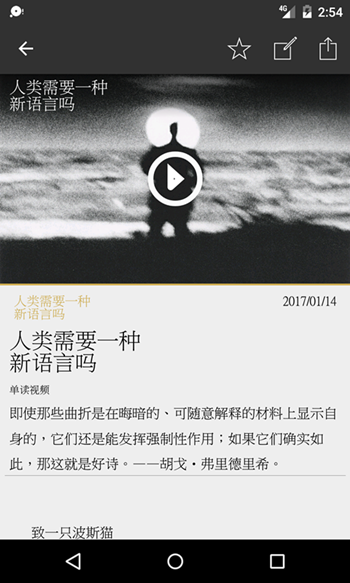 4G
2:54
人类需要一种
新语言吗
人类需要一种
新语言吗
2017/01/14
人类需要一种
新语言吗
单读视频
即使那些曲折是在晦暗的、可随意解释的材料上显示自
身的，它们还是能发挥强制性作用；如果它们确实如
此，那这就是好诗。——胡戈·弗里德里希。
致一只波斯猫